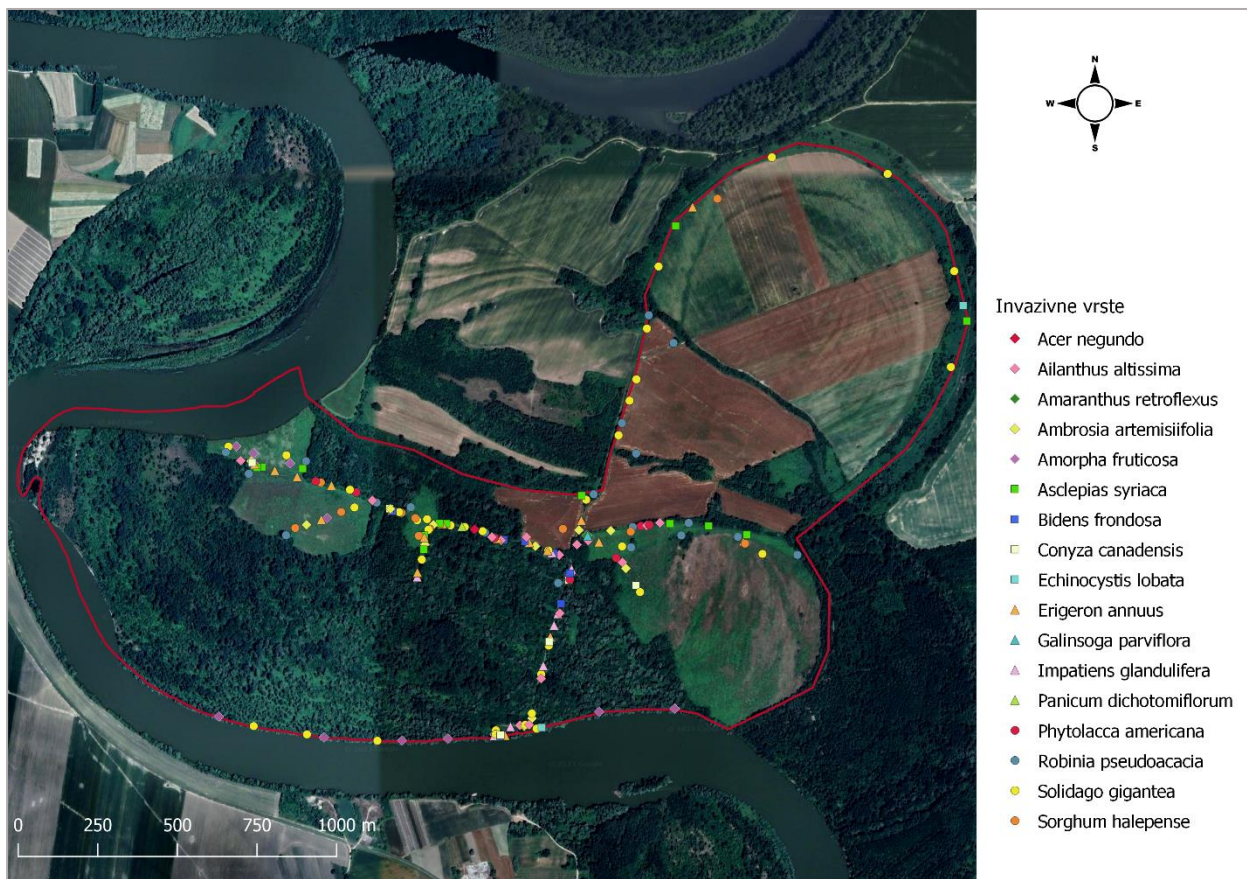 N
W E
S
Invazivne vrste
Acer negundo
Ailanthus altissima
Amaranthus retroflexus
Ambrosia artemisiifolia
Amorpha fruticosa
Asclepias syriaca
Bidens frondosa
Conyza canadensis
Echinocystis lobata
Erigeron annuus
Galinsoga parviflora
Impatiens glandulifera
Panicum dichotomiflorum
Phytolacca americana
Robinia pseudoacacia
Solidago gigantea
Sorghum halepense
0 250 500 750 1000 m